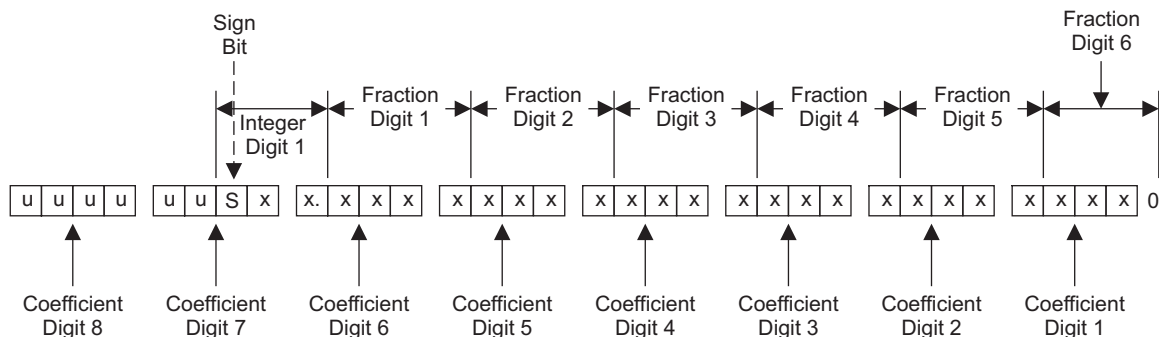 Sign
Bit
Fraction
Digit 6
Integer
Digit 1
Fraction
Digit 1
Fraction
Digit 2
Fraction
Digit 3
Fraction
Digit 4
Fraction
Digit 5
u u u u u u S x x. x x x x x x x x x x x x x x x x x x x x x x x 0
Coefficient
Digit 8
Coefficient
Digit 7
Coefficient
Digit 6
Coefficient
Digit 5
Coefficient
Digit 4
Coefficient
Digit 3
Coefficient
Digit 2
Coefficient
Digit 1